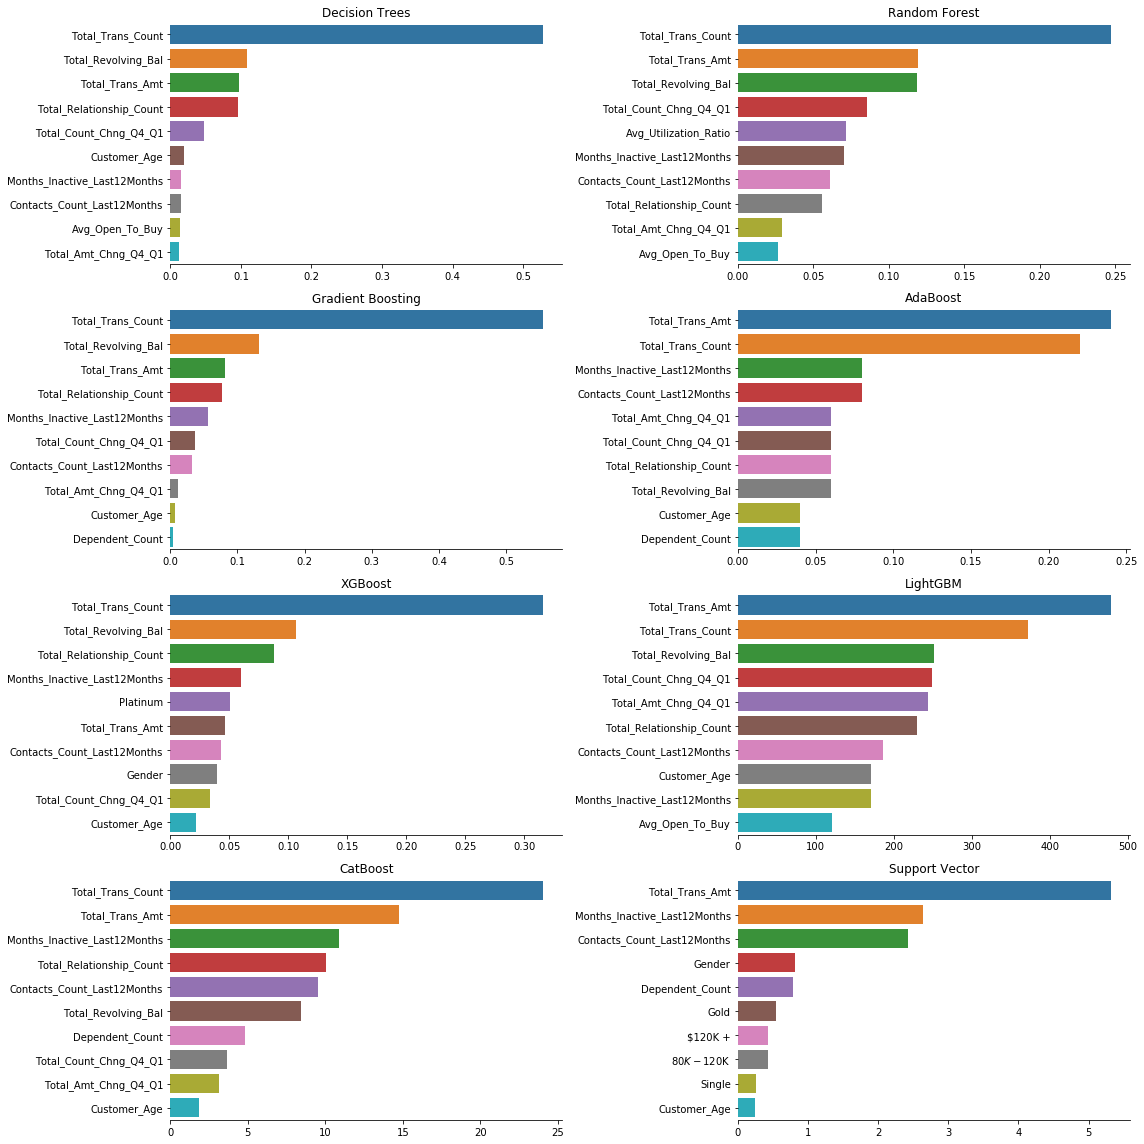 Decision Trees
Total_Trans_Count
Total_Revolving_Bal
Total_Trans_Amt
Total_Relationship_Count
Total_Count_Chng_Q4_Q1
Customer_Age
Months_Inactive_Last12Months
Contacts_Count_Last12Months
Avg_Open_To_Buy
Total_Amt_Chng_Q4_Q1
0.0 0.1 0.2 0.3 0.4 0.5
Random Forest
Total_Trans_Count
Total_Trans_Amt
Total_Revolving_Bal
Total_Count_Chng_Q4_Q1
Avg_Utilization_Ratio
Months_Inactive_Last12Months
Contacts_Count_Last12Months
Total_Relationship_Count
Total_Amt_Chng_Q4_Q1
Avg_Open_To_Buy
0.00 0.05 0.10 0.15 0.20 0.25
Gradient Boosting
Total_Trans_Count
Total_Revolving_Bal
Total_Trans_Amt
Total_Relationship_Count
Months_Inactive_Last12Months
Total_Count_Chng_Q4_Q1
Contacts_Count_Last12Months
Total_Amt_Chng_Q4_Q1
Customer_Age
Dependent_Count
0.0 0.1 0.2 0.3 0.4 0.5
AdaBoost
Total_Trans_Amt
Total_Trans_Count
Months_Inactive_Last12Months
Contacts_Count_Last12Months
Total_Amt_Chng_Q4_Q1
Total_Count_Chng_Q4_Q1
Total_Relationship_Count
Total_Revolving_Bal
Customer_Age
Dependent_Count
0.00 0.05 0.10 0.15 0.20 0.25
XGBoost
Total_Trans_Count
Total_Revolving_Bal
Total_Relationship_Count
Months_Inactive_Last12Months
Platinum
Total_Trans_Amt
Contacts_Count_Last12Months
Gender
Total_Count_Chng_Q4_Q1
Customer_Age
0.00 0.05 0.10 0.15 0.20 0.25 0.30
LightGBM
Total_Trans_Amt
Total_Trans_Count
Total_Revolving_Bal
Total_Count_Chng_Q4_Q1
Total_Amt_Chng_Q4_Q1
Total_Relationship_Count
Contacts_Count_Last12Months
Customer_Age
Months_Inactive_Last12Months
Avg_Open_To_Buy
0 100 200 300 400 500
CatBoost
Total_Trans_Count
Total_Trans_Amt
Months_Inactive_Last12Months
Total_Relationship_Count
Contacts_Count_Last12Months
Total_Revolving_Bal
Dependent_Count
Total_Count_Chng_Q4_Q1
Total_Amt_Chng_Q4_Q1
Customer_Age
0 5 10 15 20 25
Support Vector
Total_Trans_Amt
Months_Inactive_Last12Months
Contacts_Count_Last12Months
Gender
Dependent_Count
Gold
$120K +
80K − 120K
Single
Customer_Age
0 1 2 3 4 5